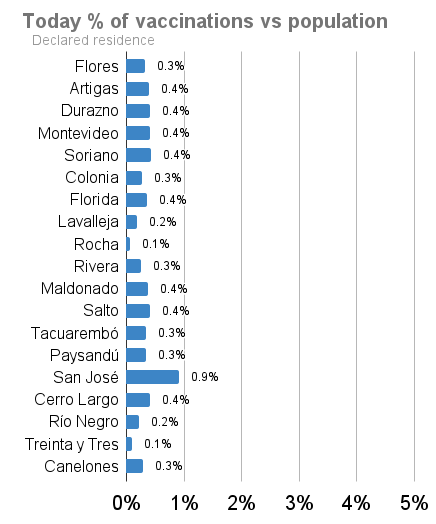 Today % of vaccinations vs population
Declared residence
Flores 0.3%
Artigas 0.4%
Durazno 0.4%
Montevideo 0.4%
Soriano 0.4%
Colonia 0.3%
Florida 0.4%
Lavalleja 0.2%
Rocha 0.1%
Rivera 0.3%
Maldonado 0.4%
Salto 0.4%
Tacuarembó 0.3%
Paysandú 0.3%
San José 0.9%
Cerro Largo 0.4%
Río Negro 0.2%
Treinta y Tres 0.1%
Canelones 0.3%
0% 1% 2% 3% 4% 5%